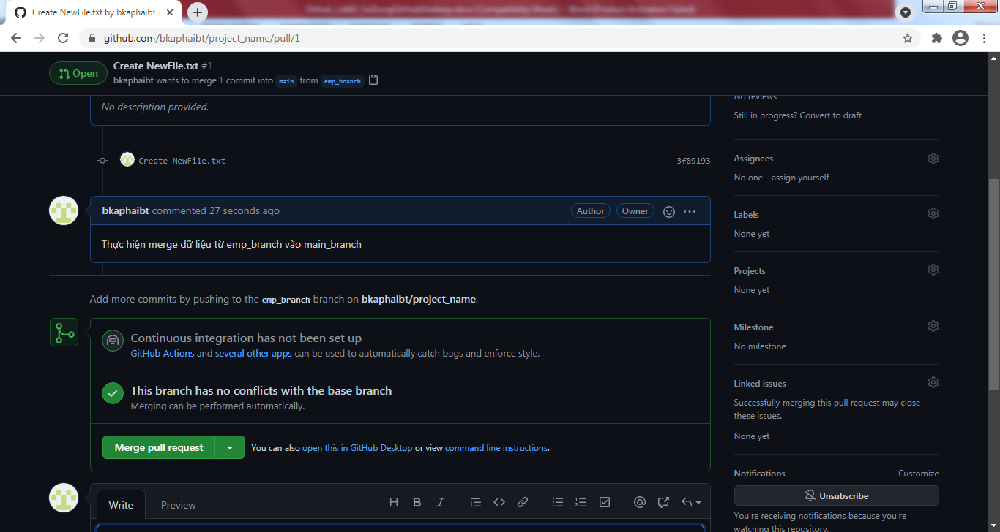 Create NewFile.txt by bkaphaibt
github.com/bkaphaibt/project_name/pull/1
Open
Create NewFile.txt #1
bkaphaibt wants to merge 1 commit into main from emp_branch
No description provided.
Create NewFile.txt 3f89193
bkaphaibt commented 27 seconds ago Author Owner
Thực hiện merge dữ liệu từ emp_branch vào main_branch
Add more commits by pushing to the emp_branch branch on bkaphaibt/project_name.
Continuous integration has not been set up
GitHub Actions and several other apps can be used to automatically catch bugs and enforce style.
This branch has no conflicts with the base branch
Merging can be performed automatically.
Merge pull request You can also open this in GitHub Desktop or view command line instructions.
Write Preview
No reviews
Still in progress? Convert to draft
Assignees
No one—assign yourself
Labels
None yet
Projects
None yet
Milestone
No milestone
Linked issues
Successfully merging this pull request may close
these issues.
None yet
Notifications Customize
Unsubscribe
You're receiving notifications because you're
watching this repository.